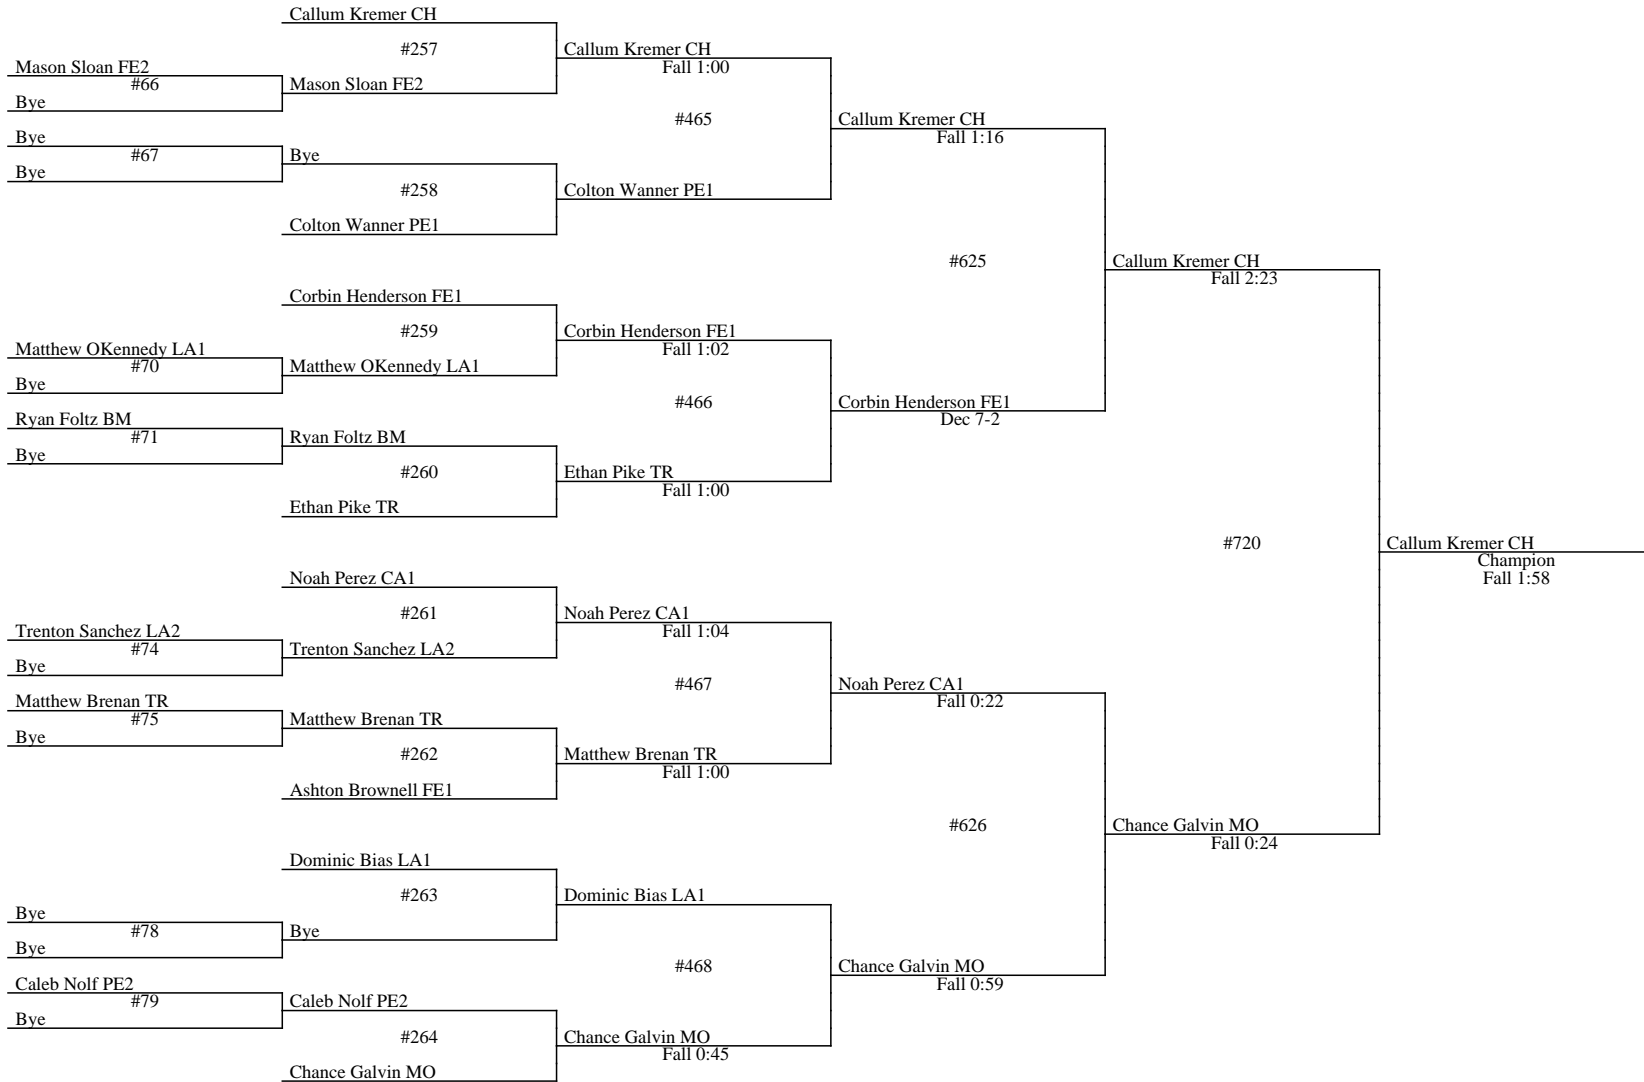 Callum Kremer CH
#257
Mason Sloan FE2
#66
Bye
Mason Sloan FE2
Callum Kremer CH
Fall 1:00
Bye
#67
Bye
Bye
#258
Colton Wanner PE1
Colton Wanner PE1
#465
Callum Kremer CH
Fall 1:16
Corbin Henderson FE1
#259
Matthew OKennedy LA1
#70
Bye
Matthew OKennedy LA1
Corbin Henderson FE1
Fall 1:02
Ryan Foltz BM
#71
Bye
Ryan Foltz BM
#260
Ethan Pike TR
Ethan Pike TR
Fall 1:00
#466
Corbin Henderson FE1
Dec 7-2
#625
Callum Kremer CH
Fall 2:23
Noah Perez CA1
#261
Trenton Sanchez LA2
#74
Bye
Trenton Sanchez LA2
Noah Perez CA1
Fall 1:04
Matthew Brenan TR
#75
Bye
Matthew Brenan TR
#262
Ashton Brownell FE1
Matthew Brenan TR
Fall 1:00
#467
Noah Perez CA1
Fall 0:22
Dominic Bias LA1
#263
Bye
#78
Bye
Bye
Dominic Bias LA1
Caleb Nolf PE2
#79
Bye
Caleb Nolf PE2
#264
Chance Galvin MO
Chance Galvin MO
Fall 0:45
#468
Chance Galvin MO
Fall 0:59
#626
Chance Galvin MO
Fall 0:24
#720
Callum Kremer CH
Champion
Fall 1:58